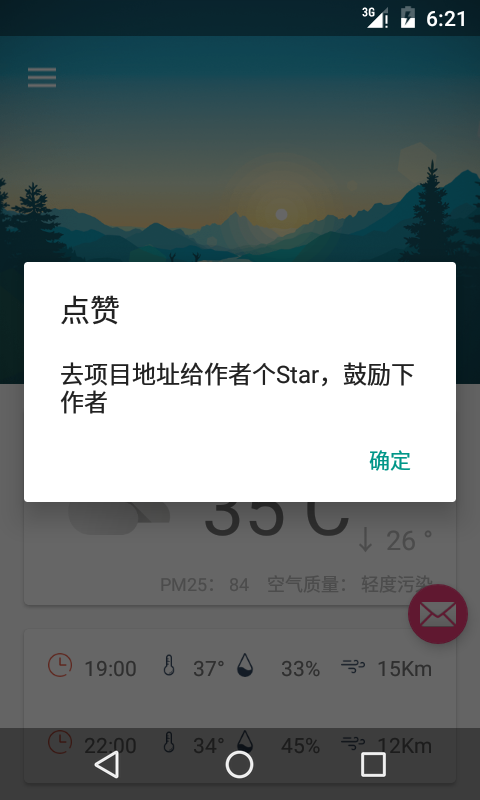 3G 6:21
点赞
去项目地址给作者个Star，鼓励下
作者
确定
35℃
↓ 26 °
PM25： 84 空气质量： 轻度污染
19:00 37° 33% 15Km
22:00 34° 45% 12Km